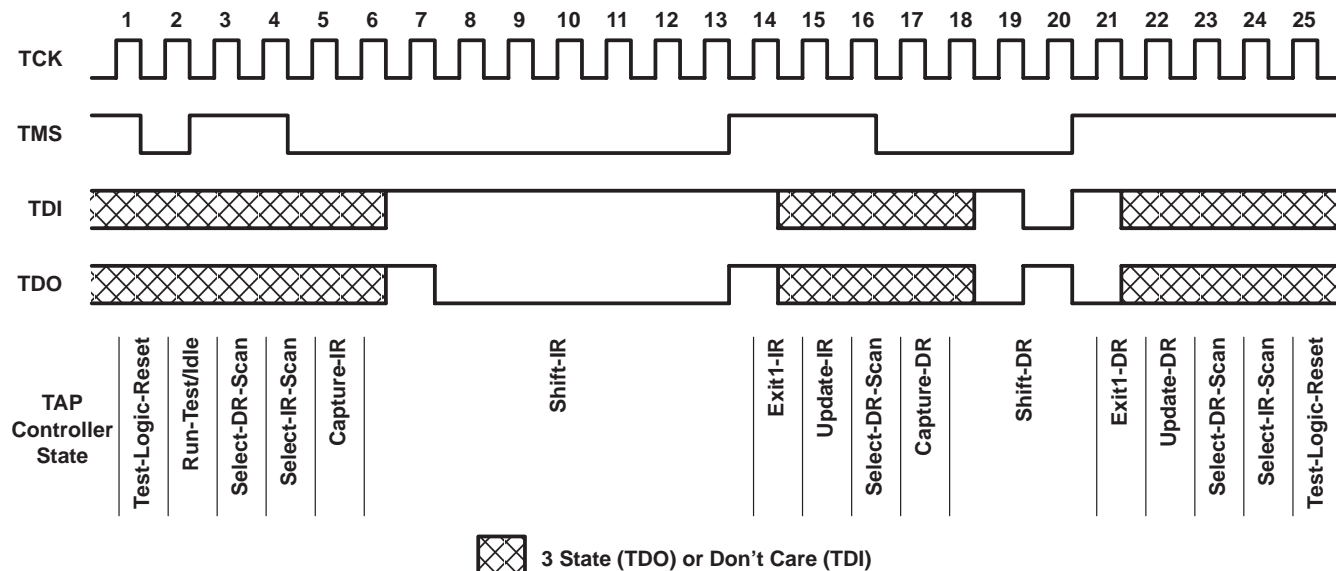 1 2 3 4 5 6 7 8 9 10 11 12 13 14 15 16 17 18 19 20 21 22 23 24 25
TCK
TMS
TDI
TDO
TAP
Controller
State
Test-Logic-Reset
Run-Test/Idle
Select-DR-Scan
Select-IR-Scan
Capture-IR
Shift-IR
Exit1-IR
Update-IR
Select-DR-Scan
Capture-DR
Shift-DR
Exit1-DR
Update-DR
Select-DR-Scan
Select-IR-Scan
Test-Logic-Reset
3 State (TDO) or Don't Care (TDI)